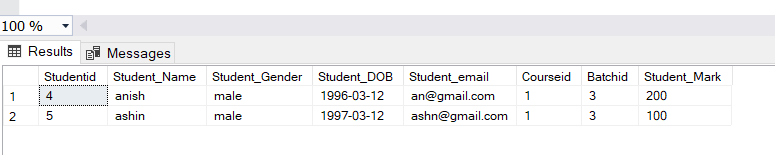 100 %
Results Messages
Studentid Student_Name Student_Gender Student_DOB Student_email Courseid Batchid Student_Mark
1 4 anish male 1996-03-12 an@gmail.com 1 3 200
2 5 ashin male 1997-03-12 ashn@gmail.com 1 3 100